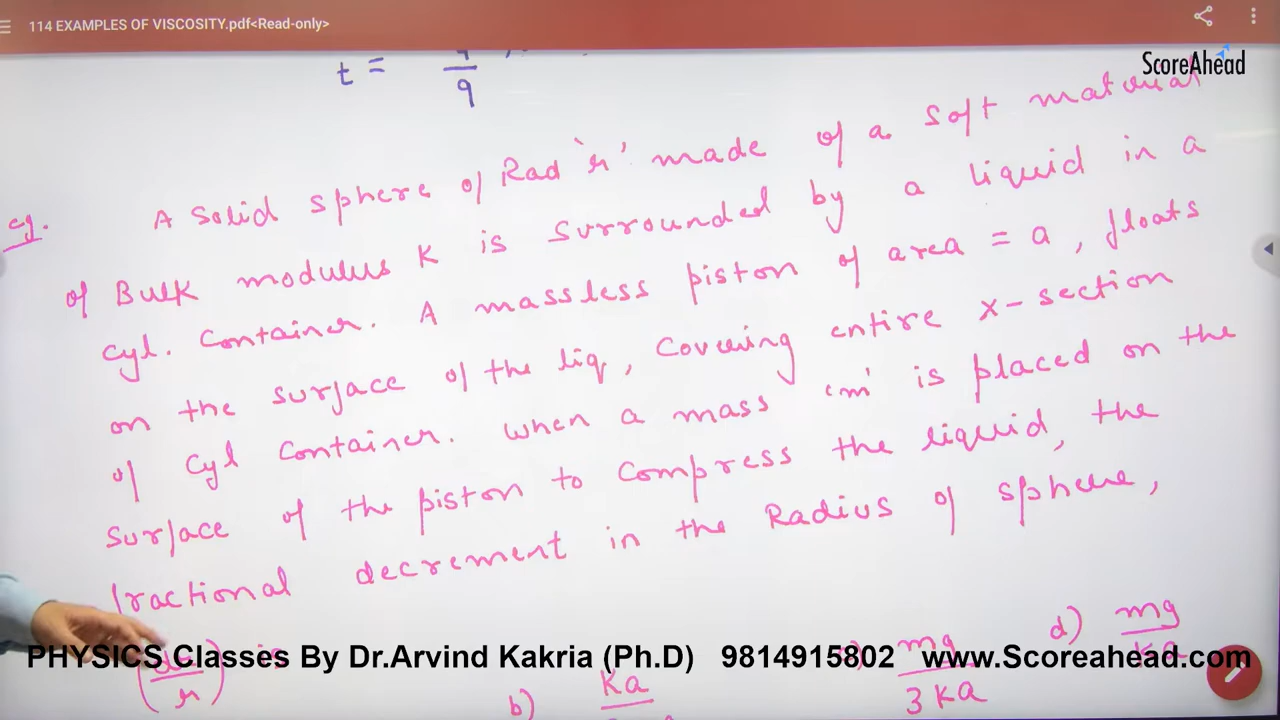 114 EXAMPLES OF VISCOSITY.pdf<Read-only>
ScoreAhead
t = 9
eg. A solid sphere of Rad 'r' made of a soft material
of Bulk modulus K is surrounded by a liquid in a
cyl. container. A massless piston of area = a, floats
on the surface of the liq, covering entire x-section
of cyl container. When a mass 'm' is placed on the
surface of the piston to compress the liquid, the
fractional decrement in the Radius of sphere,
(dr/r) is
b) Ka
mg/3Ka d) mg/Ka
PHYSICS Classes By Dr.Arvind Kakria (Ph.D) 9814915802 www.Scoreahead.com